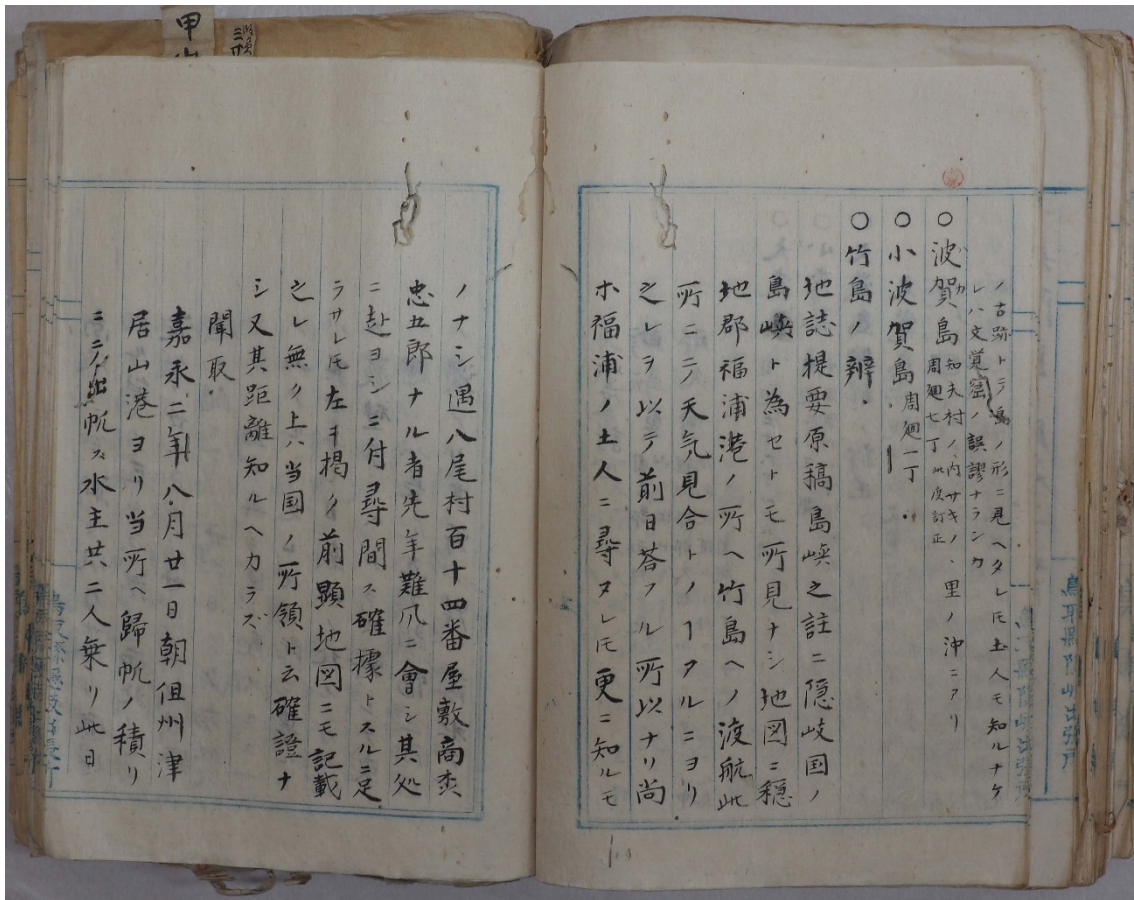 ノ古跡トテ島ノ形ニ見ヘタレ𪜈土人モ知ルナケ
レハ文覚窟ノ誤謬ナランカ
○波賀島 知夫村ノ内サキノ、里ノ沖ニアリ
周廻七丁此度訂正
○小波賀島 周廻一丁
○竹島ノ辨
地誌提要原稿島嶼之註ニ隠岐国ノ
島嶼ト為セトモ所見ナシ地図ニ穏
地郡福浦港ノ所ヘ竹島ヘノ渡航此
所ニテ天気見合トノヿアルニヨリ
之レヲ以テ前日荅フル所以ナリ尚
ホ福浦ノ土人ニ尋タレ𪜈更ニ知ルモ
ノナシ遇八尾村百十四番屋敷商
忠五郎ナル者先年難風ニ會シ其処
ニ赴ヨシニ付尋問ス確據トスルニ足
ラサレ𪜈左ヰ掲ク前顕地図ニモ記載
之レ無ク上ハ当国ノ所領ト云確證ナ
シ又其距離知ルヘカラズ
聞取
嘉永二年八月廿一日朝但州津
居山港ヨリ当所ヘ歸帆ノ積リ
ニテ出帆ス水主共二人乗リ此日